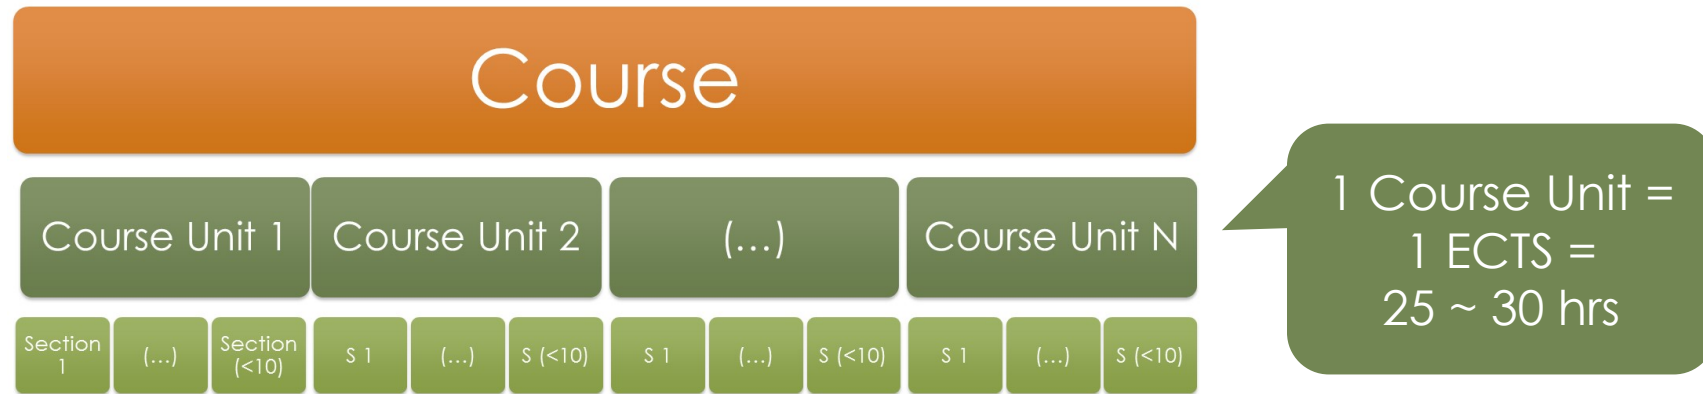 Course
Course Unit 1
Course Unit 2
(...)
Course Unit N
Section
1
(...)
Section
(<10)
S 1
(...)
S (<10)
S 1
(...)
S (<10)
S 1
(...)
S (<10)
1 Course Unit =
1 ECTS =
25 ~ 30 hrs